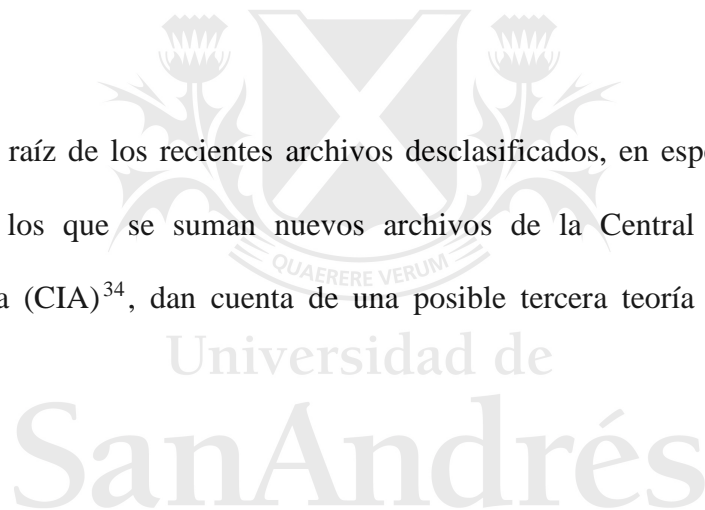 raíz de los recientes archivos desclasificados, en
los que se suman nuevos archivos de la Central
(CIA)34, dan cuenta de una posible tercera teoría
QUAERERE VERUM
Universidad de
SanAndrés